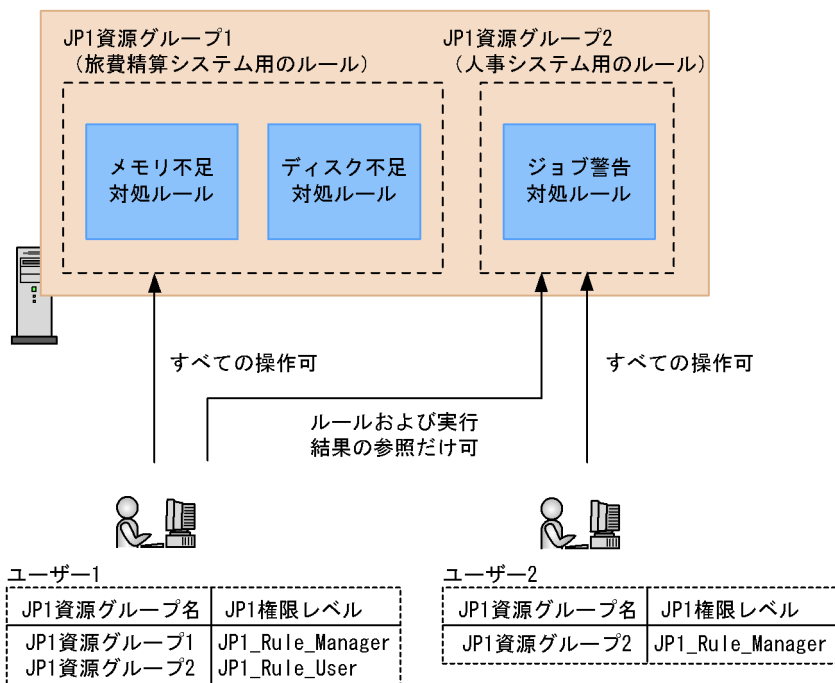 JP1資源グループ1
（旅費精算システム用のルール）
JP1資源グループ2
（人事システム用のルール）
メモリ不足
対処ルール
ディスク不足
対処ルール
ジョブ警告
対処ルール
すべての操作可
すべての操作可
ルールおよび実行
結果の参照だけ可
ユーザー1
JP1資源グループ名 JP1権限レベル
JP1資源グループ1 JP1_Rule_Manager
JP1資源グループ2 JP1_Rule_User
ユーザー2
JP1資源グループ名 JP1権限レベル
JP1資源グループ2 JP1_Rule_Manager